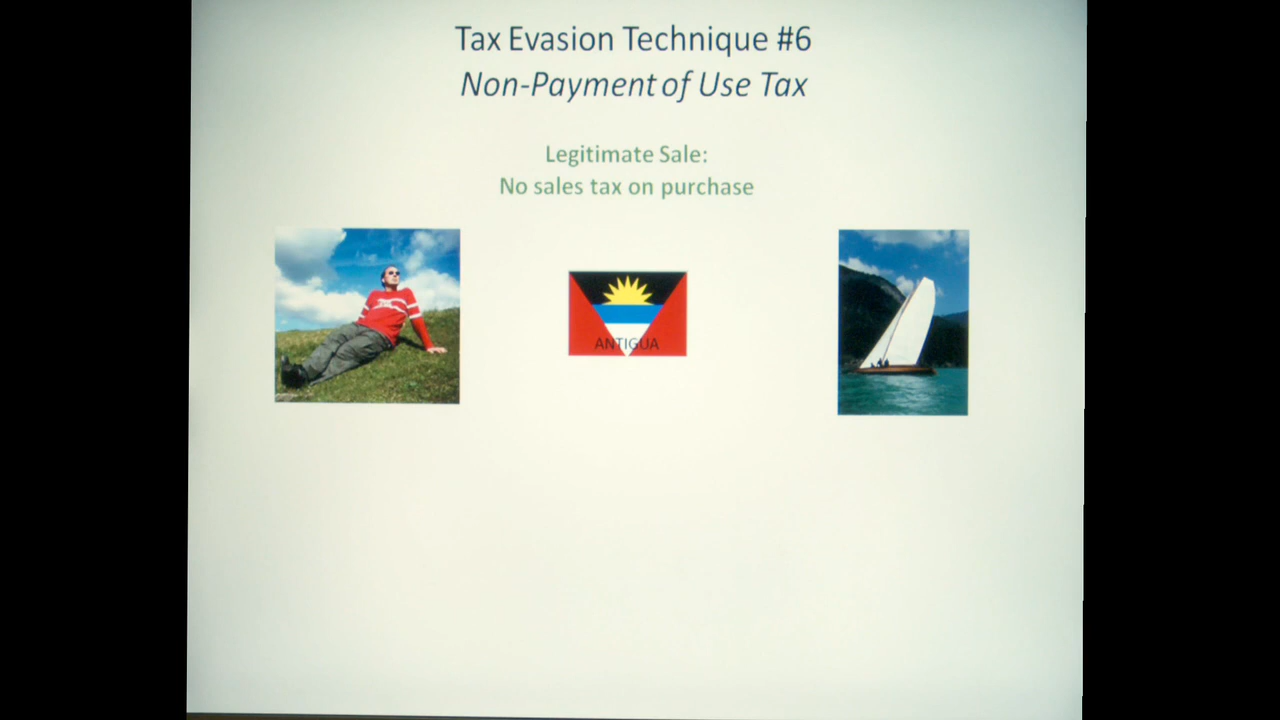 Tax Evasion Technique #6
Non-Payment of Use Tax
Legitimate Sale:
No sales tax on purchase
ANTIGUA